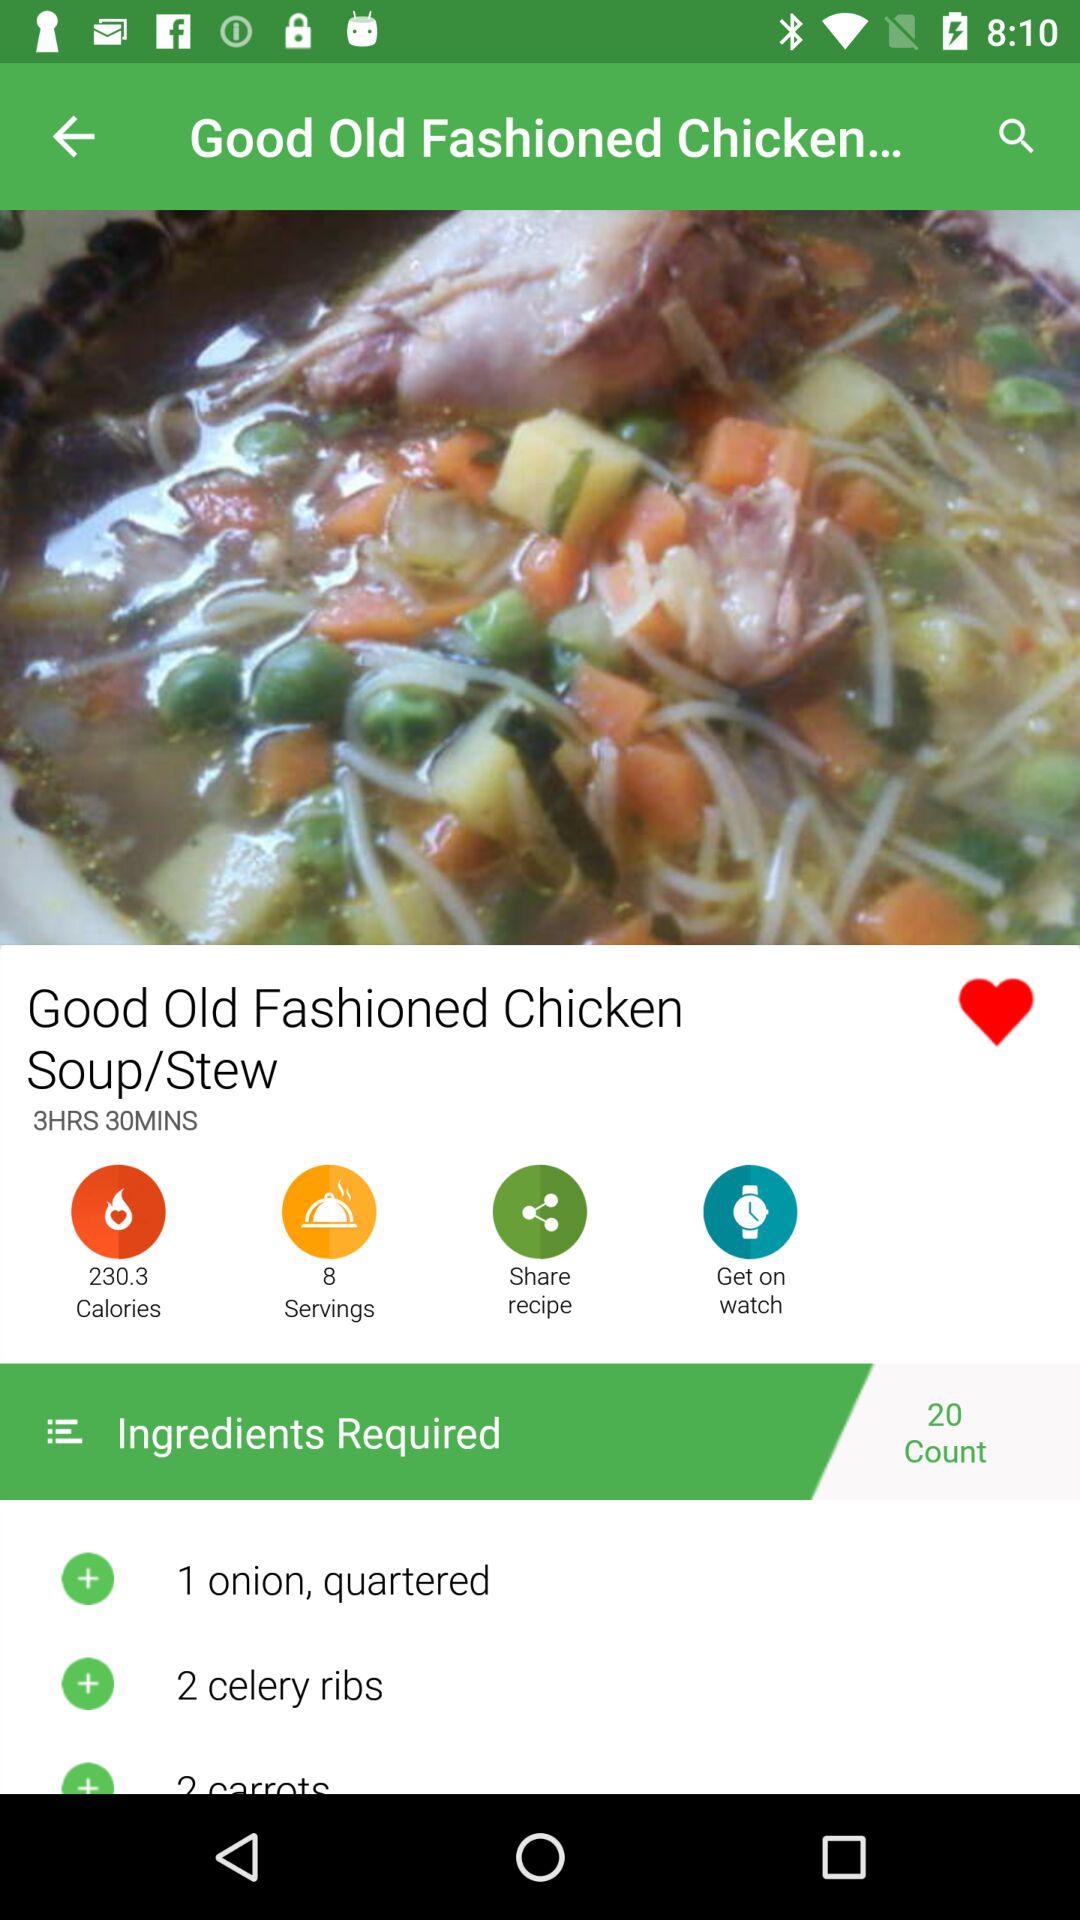 8:10
Good Old Fashioned Chicken...
Good Old Fashioned Chicken
Soup/Stew
3HRS 30MINS
230.3
Calories
8
Servings
Share
recipe
Get on
watch
Ingredients Required
20
Count
1 onion, quartered
2 celery ribs
2 carrots